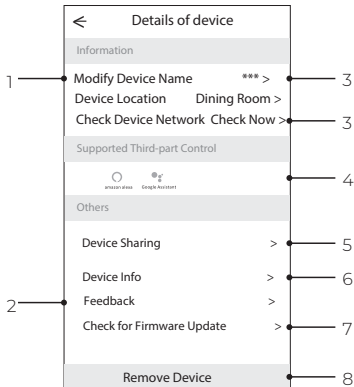 Details of device
Information
1
Modify Device Name *** >
3
Device Location Dining Room >
Check Device Network Check Now >
3
Supported Third-part Control
amazon alexa Google Assistant
4
Others
Device Sharing >
5
Device Info >
6
2
Feedback >
Check for Firmware Update >
7
Remove Device
8